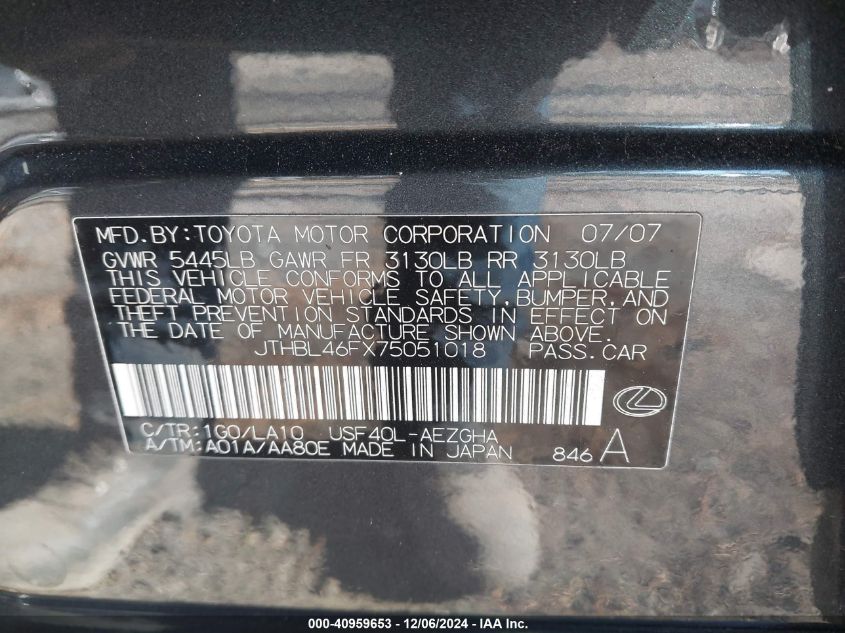 MFD.BY:TOYOTA MOTOR CORPORATION 07/07
GVWR 5445LB GAWR FR 3130LB RR 3130LB
THIS VEHICLE CONFORMS TO ALL APPLICABLE
FEDERAL MOTOR VEHICLE SAFETY,BUMPER,AND
THEFT PREVENTION STANDARDS IN EFFECT ON
THE DATE OF MANUFACTURE SHOWN ABOVE.
JTHBL46FX75051018 PASS.CAR
C/TR:1G0/LA10 USF40L-AEZGHA
A/TM:A01A/AA80E MADE IN JAPAN 846 A
000-40959653 - 12/06/2024 - IAA Inc.